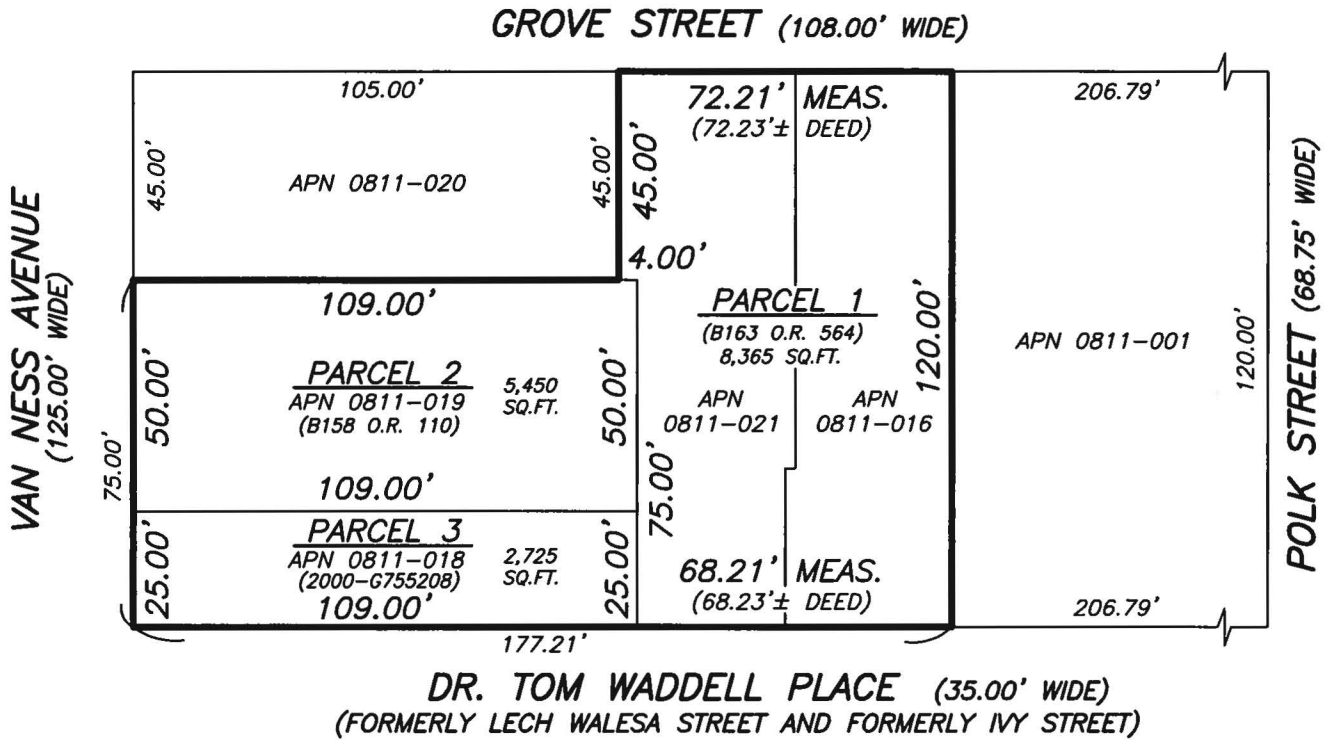 GROVE STREET (108.00' WIDE)
105.00'
72.21' MEAS.
(72.23'± DEED)
206.79'
45.00'
APN 0811-020
45.00'
45.00'
4.00'
VAN NESS AVENUE
(125.00' WIDE)
109.00'
PARCEL 1
(B163 O.R. 564)
8,365 SQ.FT.
120.00'
APN 0811-001
120.00'
POLK STREET (68.75' WIDE)
75.00'
50.00'
PARCEL 2
APN 0811-019
(B158 O.R. 110)
5,450
SQ.FT.
50.00'
APN
0811-021
APN
0811-016
109.00'
75.00'
25.00'
PARCEL 3
APN 0811-018
(2000-G755208)
2,725
SQ.FT.
25.00'
109.00'
68.21' MEAS.
(68.23'± DEED)
206.79'
177.21'
DR. TOM WADDELL PLACE (35.00' WIDE)
(FORMERLY LECH WALESA STREET AND FORMERLY IVY STREET)